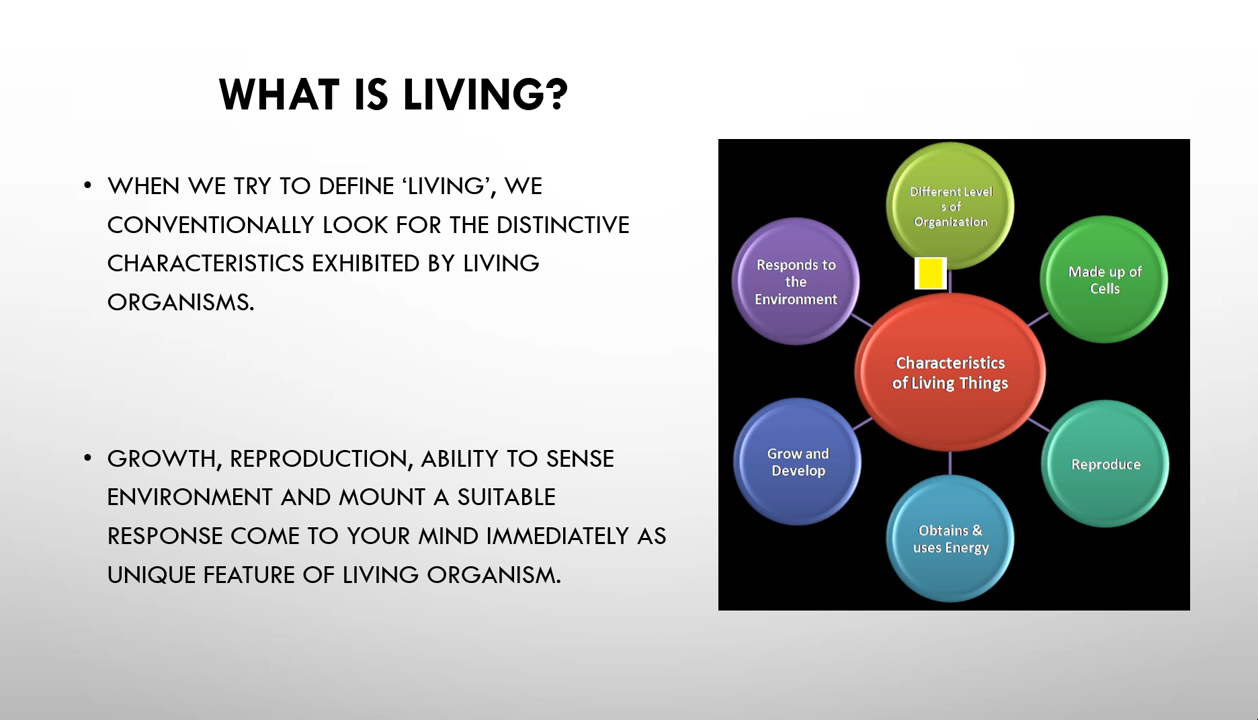 WHAT IS LIVING?
• WHEN WE TRY TO DEFINE ‘LIVING’, WE
CONVENTIONALLY LOOK FOR THE DISTINCTIVE
CHARACTERISTICS EXHIBITED BY LIVING
ORGANISMS.
• GROWTH, REPRODUCTION, ABILITY TO SENSE
ENVIRONMENT AND MOUNT A SUITABLE
RESPONSE COME TO YOUR MIND IMMEDIATELY AS
UNIQUE FEATURE OF LIVING ORGANISM.
Different Level
s of
Organization
Responds to
the
Environment
Made up of
Cells
Characteristics
of Living Things
Grow and
Develop
Reproduce
Obtains &
uses Energy